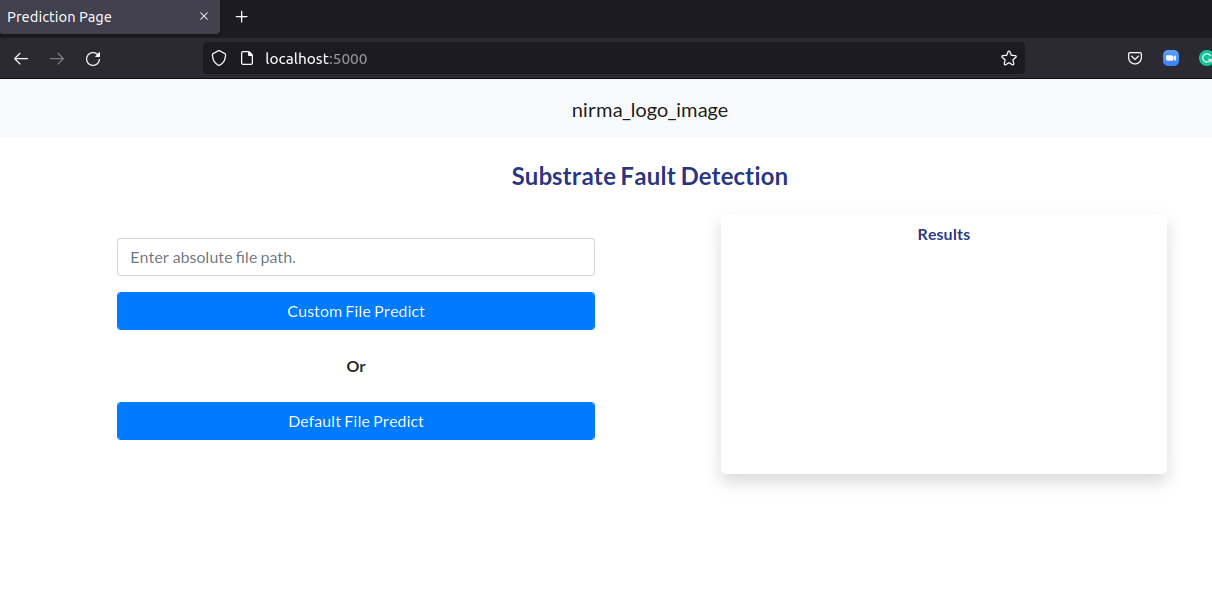 Prediction Page
localhost:5000
nirma_logo_image
Substrate Fault Detection
Enter absolute file path.
Custom File Predict
Or
Default File Predict
Results